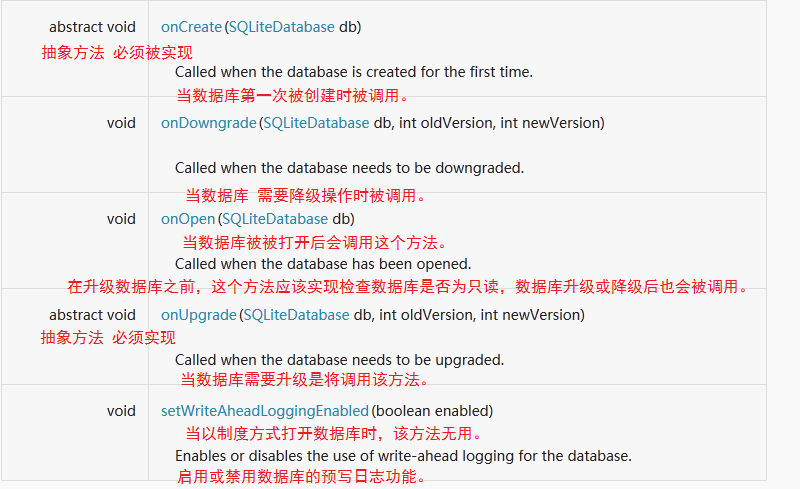 abstract void onCreate(SQLiteDatabase db)
抽象方法 必须被实现
Called when the database is created for the first time.
当数据库第一次被创建时被调用。
void onDowngrade(SQLiteDatabase db, int oldVersion, int newVersion)
Called when the database needs to be downgraded.
当数据库 需要降级操作时被调用。
void onOpen(SQLiteDatabase db)
当数据库被被打开后会调用这个方法。
Called when the database has been opened.
在升级数据库之前，这个方法应该实现检查数据库是否为只读，数据库升级或降级后也会被调用。
abstract void onUpgrade(SQLiteDatabase db, int oldVersion, int newVersion)
抽象方法 必须实现
Called when the database needs to be upgraded.
当数据库需要升级是将调用该方法。
void setWriteAheadLoggingEnabled(boolean enabled)
当以制度方式打开数据库时，该方法无用。
Enables or disables the use of write-ahead logging for the database.
启用或禁用数据库的预写日志功能。